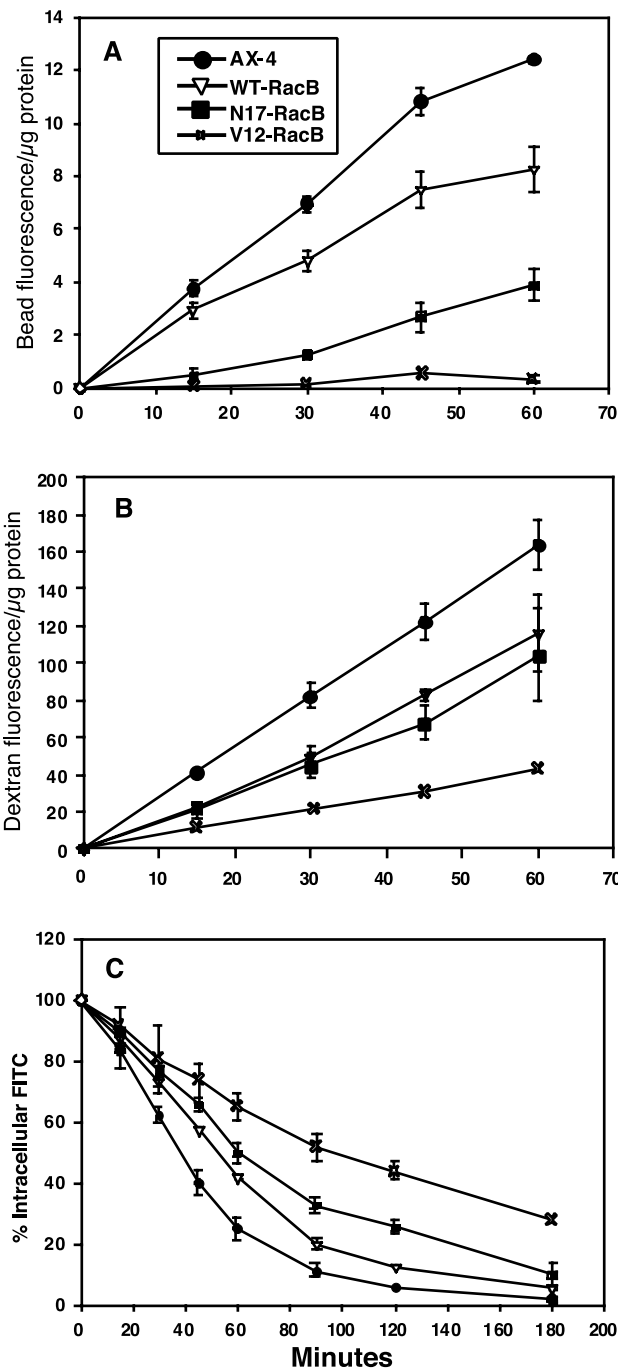 A
AX-4
WT-RacB
N17-RacB
V12-RacB
Bead fluorescence/µg protein
14
12
10
8
6
4
2
0
0 10 20 30 40 50 60 70
B
Dextran fluorescence/µg protein
200
180
160
140
120
100
80
60
40
20
0
0 10 20 30 40 50 60 70
C
% Intracellular FITC
120
100
80
60
40
20
0
0 20 40 60 80 100 120 140 160 180 200
Minutes